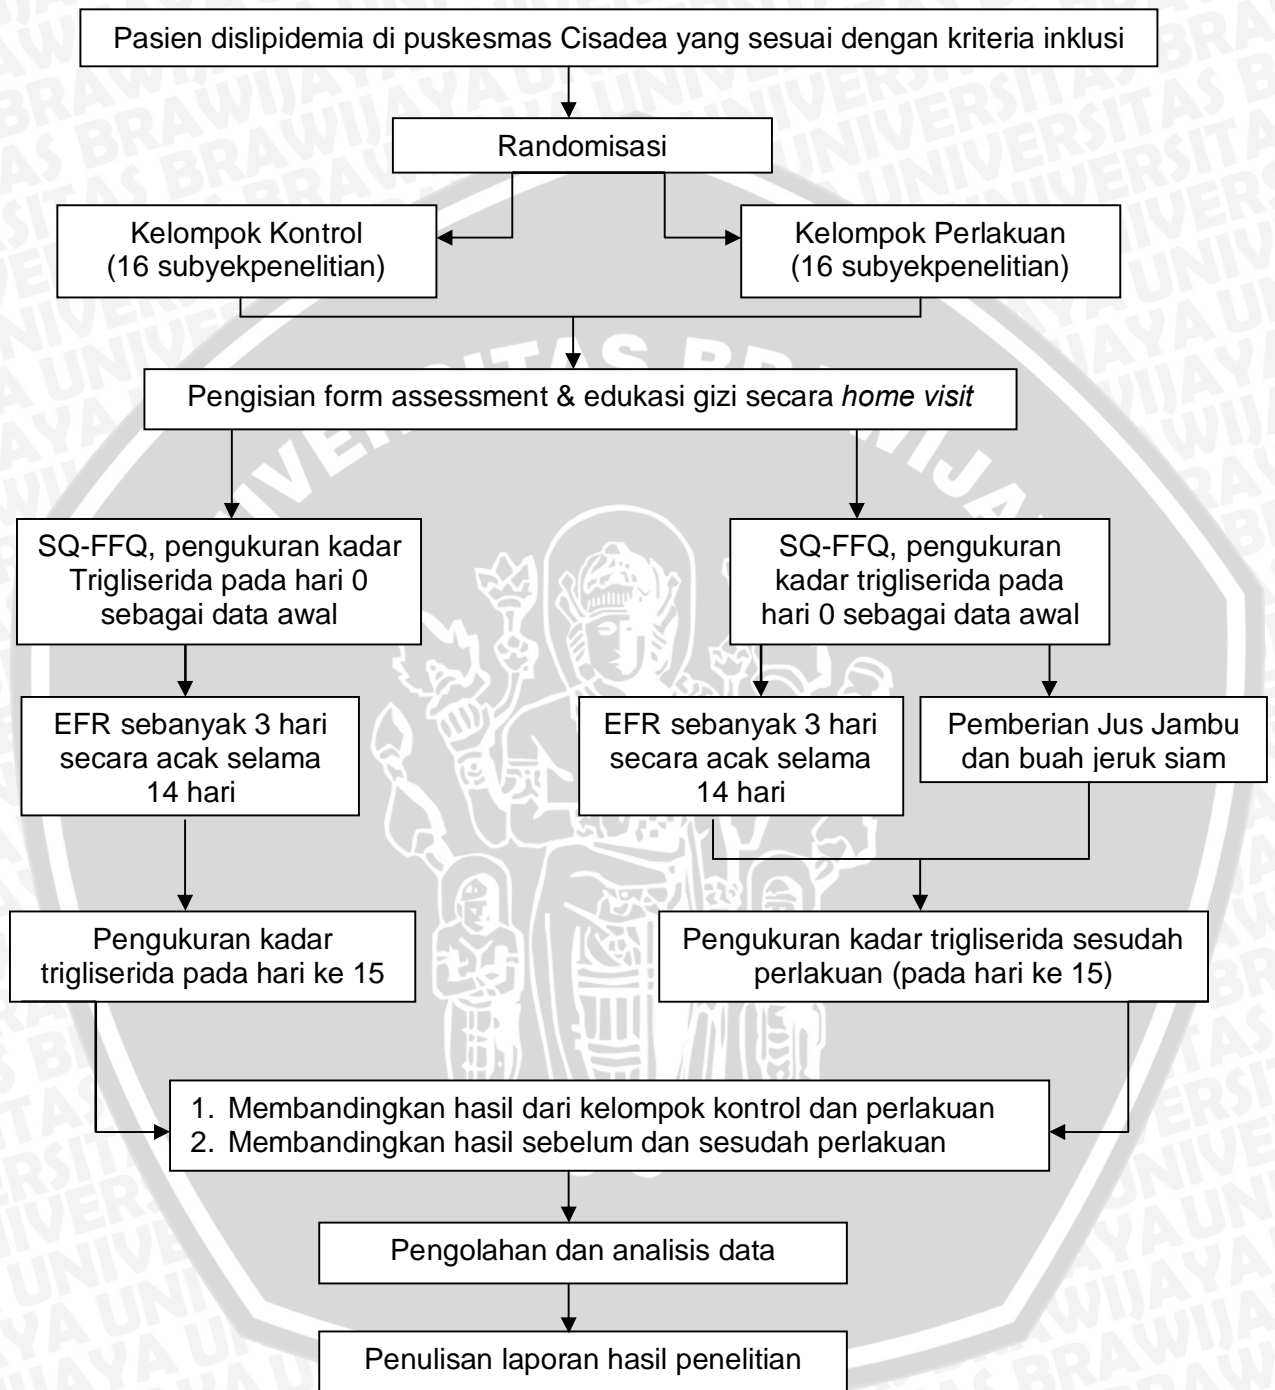 Pasien dislipidemia di puskesmas Cisadea yang sesuai dengan kriteria inklusi
Randomisasi
Kelompok Kontrol
(16 subyekpenelitian)
Kelompok Perlakuan
(16 subyekpenelitian)
Pengisian form assessment & edukasi gizi secara home visit
SQ-FFQ, pengukuran kadar
Trigliserida pada hari 0
sebagai data awal
SQ-FFQ, pengukuran
kadar trigliserida pada
hari 0 sebagai data awal
EFR sebanyak 3 hari
secara acak selama
14 hari
EFR sebanyak 3 hari
secara acak selama
14 hari
Pemberian Jus Jambu
dan buah jeruk siam
Pengukuran kadar
trigliserida pada hari ke 15
Pengukuran kadar trigliserida sesudah
perlakuan (pada hari ke 15)
1. Membandingkan hasil dari kelompok kontrol dan perlakuan
2. Membandingkan hasil sebelum dan sesudah perlakuan
Pengolahan dan analisis data
Penulisan laporan hasil penelitian